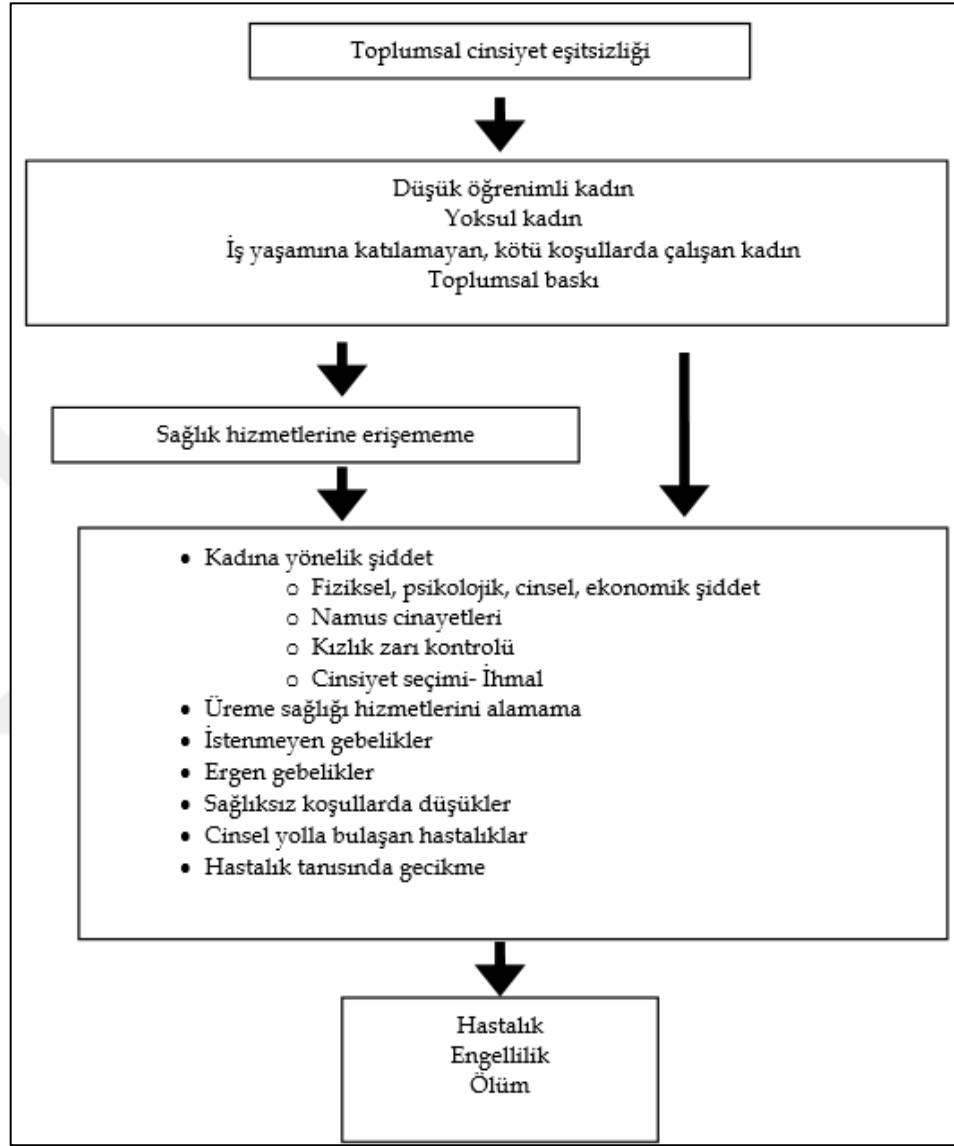 Toplumsal cinsiyet eşitsizliği
Düşük öğrenimli kadın
Yoksul kadın
İş yaşamına katılamayan, kötü koşullarda çalışan kadın
Toplumsal baskı
Sağlık hizmetlerine erişememe
• Kadına yönelik şiddet
o Fiziksel, psikolojik, cinsel, ekonomik şiddet
o Namus cinayetleri
o Kızlık zarı kontrolü
o Cinsiyet seçimi- İhmal
• Üreme sağlığı hizmetlerini alamama
• İstenmeyen gebelikler
• Ergen gebelikler
• Sağlıksız koşullarda düşükler
• Cinsel yolla bulaşan hastalıklar
• Hastalık tanısında gecikme
Hastalık
Engellilik
Ölüm